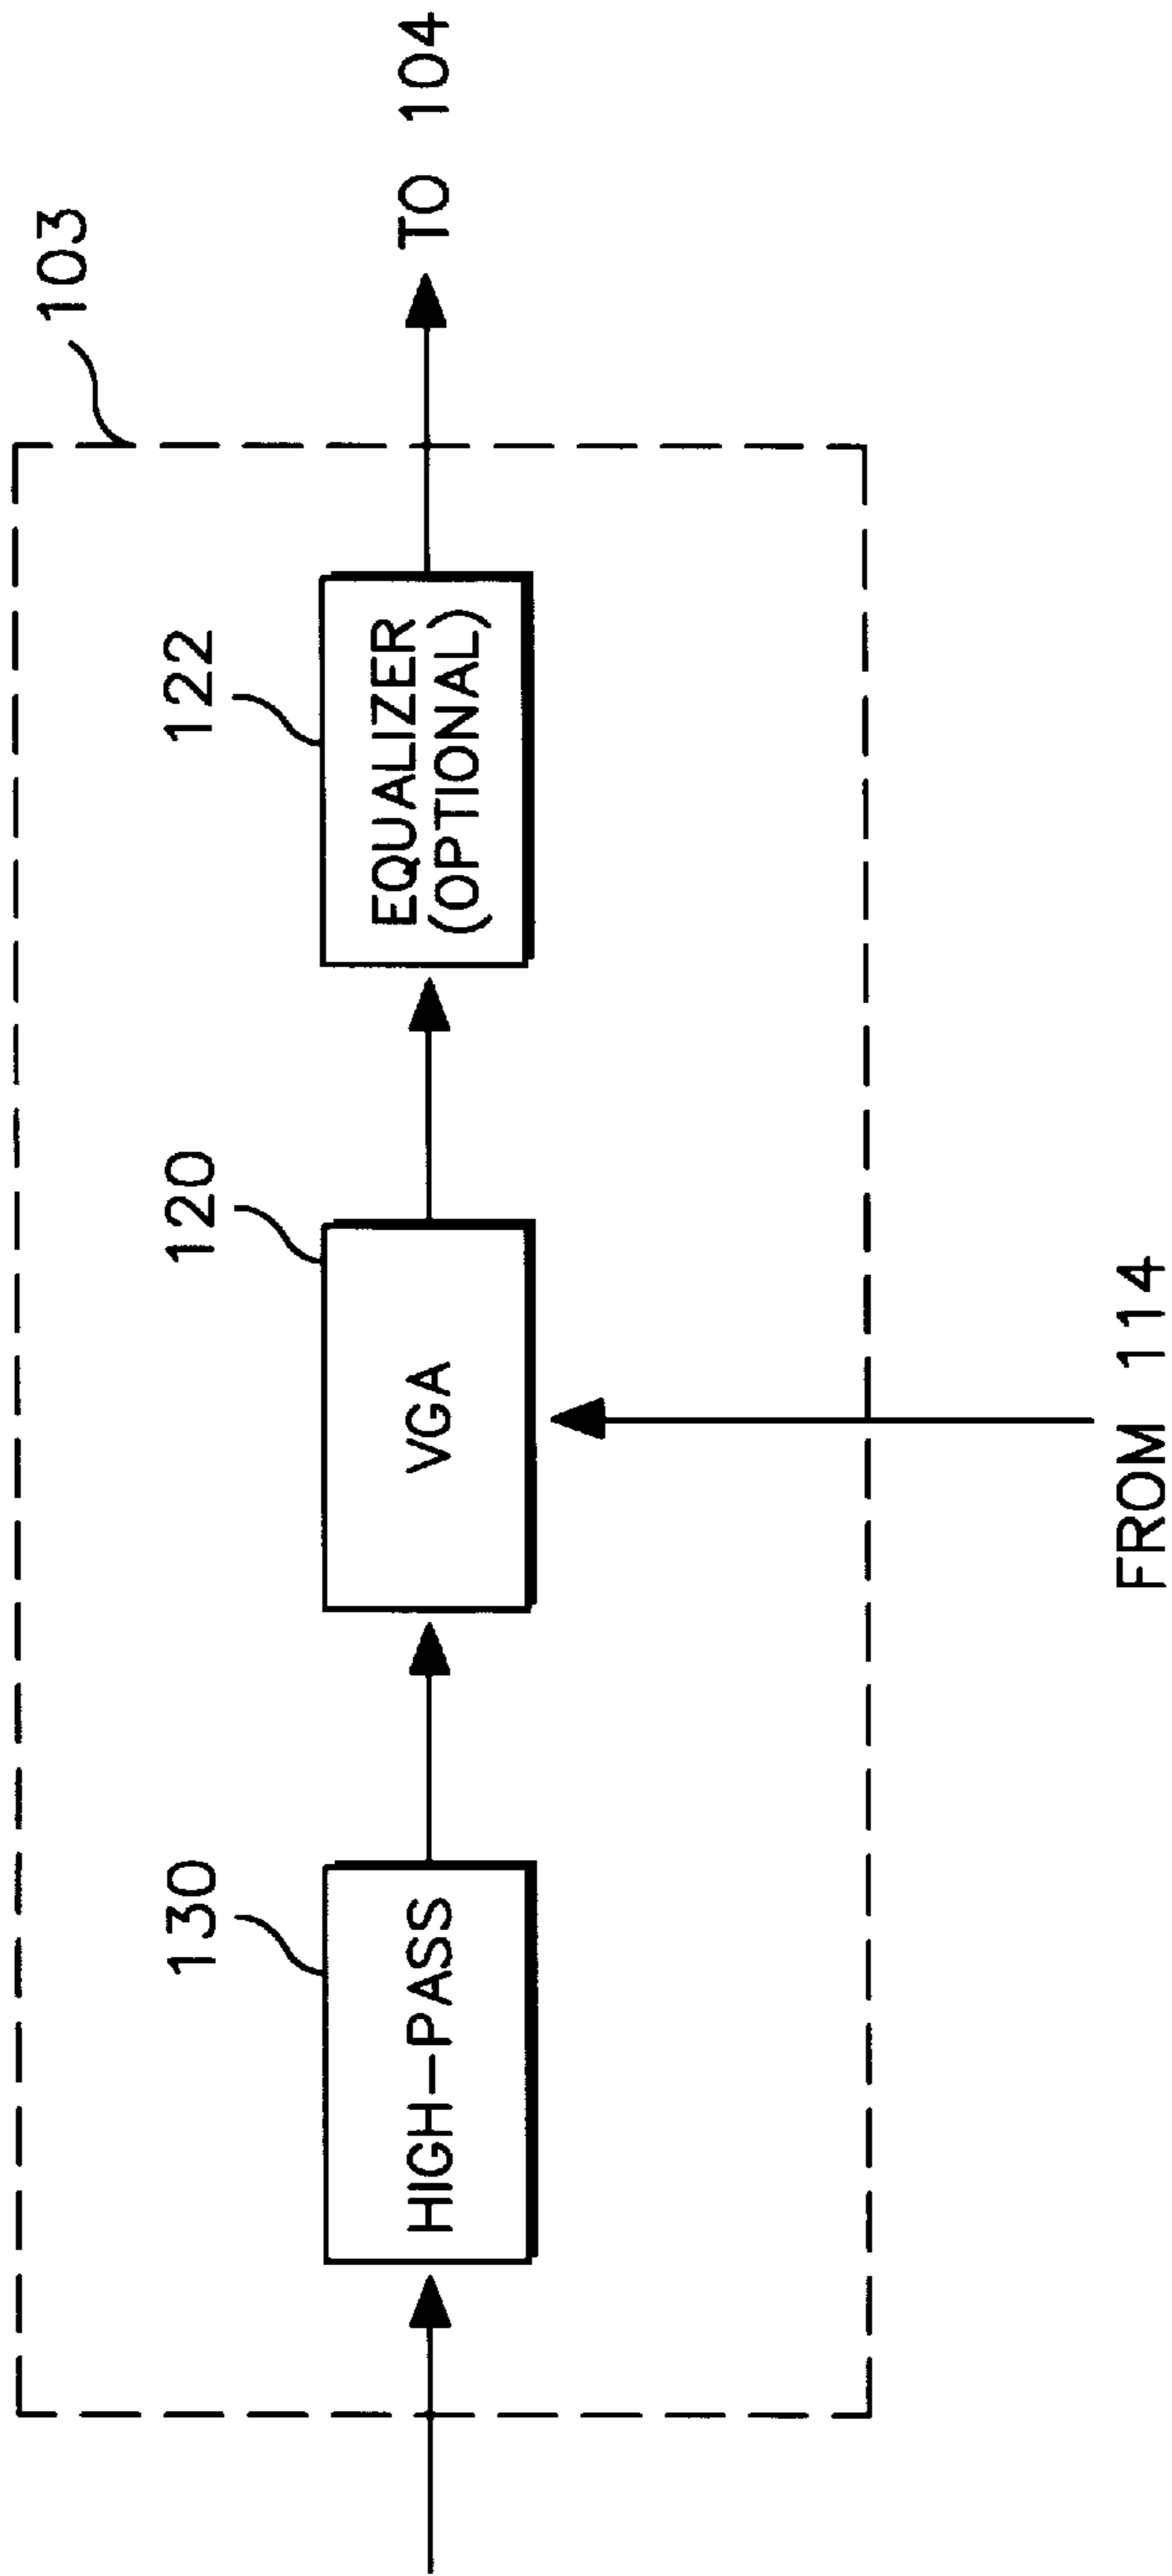 103
130
120
122
HIGH-PASS
VGA
EQUALIZER
(OPTIONAL)
TO 104
FROM 114